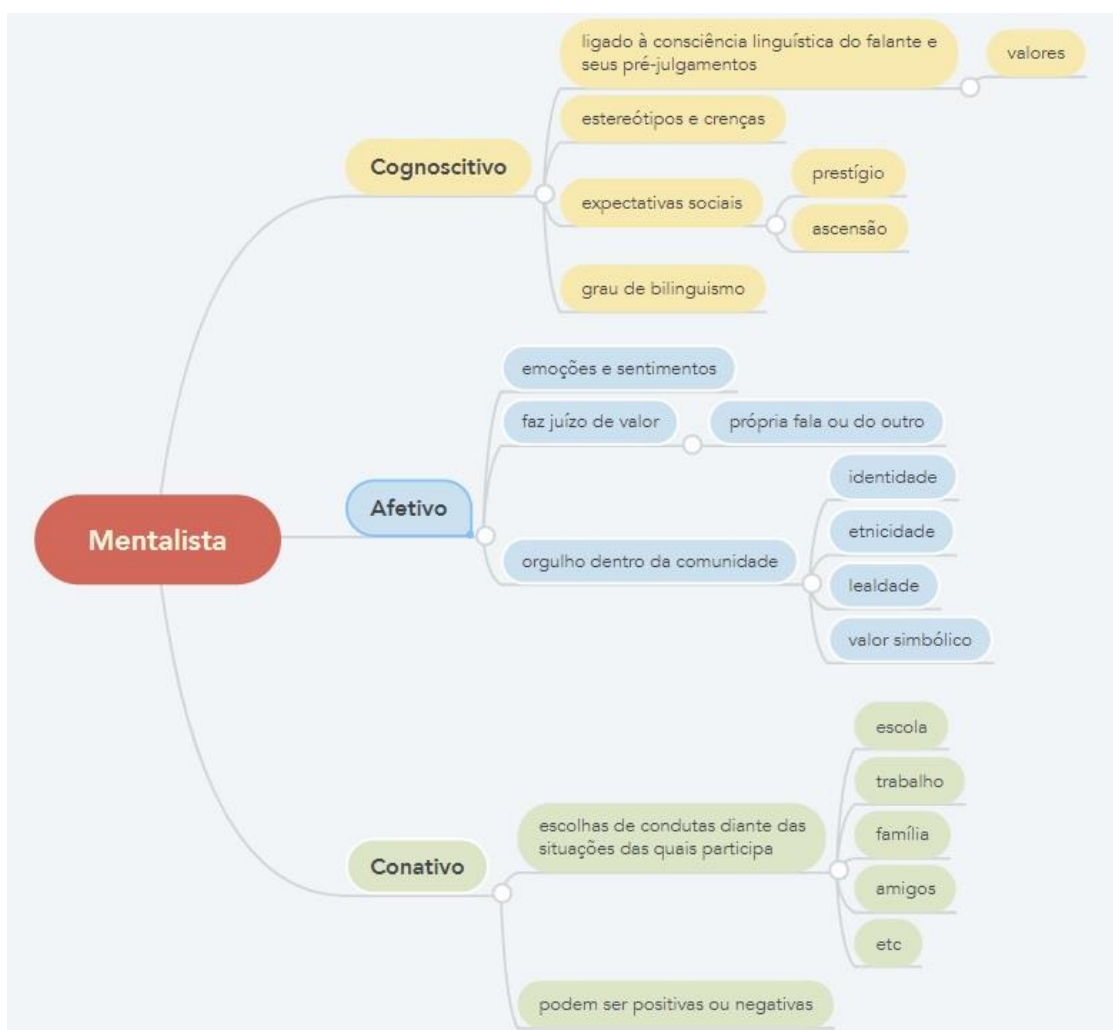 ligado à consciência linguística do falante e
seus pré-julgamentos
valores
estereótipos e crenças
Cognoscitivo
prestígio
expectativas sociais
ascensão
grau de bilinguismo
emoções e sentimentos
faz juízo de valor
própria fala ou do outro
identidade
Afetivo
etnicidade
Mentalista
orgulho dentro da comunidade
lealdade
valor simbólico
escola
trabalho
escolhas de condutas diante das
situações das quais participa
família
Conativo
amigos
etc
podem ser positivas ou negativas